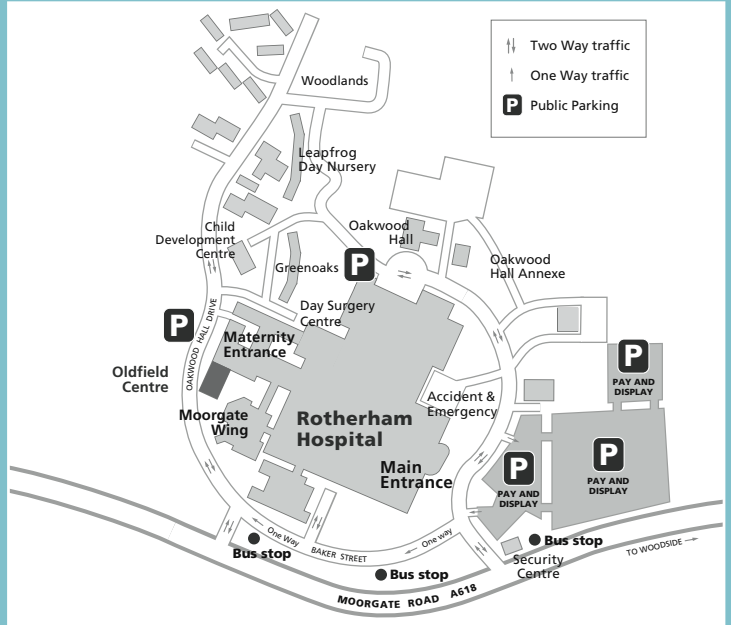 Two Way traffic
One Way traffic
P Public Parking
Woodlands
Leapfrog
Day Nursery
Child
Development
Centre
Oakwood
Hall
Greenoaks
P
Oakwood
Hall Annexe
Day Surgery
Centre
P
OAKWOOD HALL DRIVE
Maternity
Entrance
Oldfield
Centre
P
PAY AND
DISPLAY
Accident &
Emergency
Moorgate
Wing
Rotherham
Hospital
Main
Entrance
P
PAY AND
DISPLAY
P
PAY AND
DISPLAY
One Way
BAKER STREET
One way
Bus stop
Bus stop
Bus stop
Security
Centre
TO WOODSIDE
MOORGATE ROAD A618